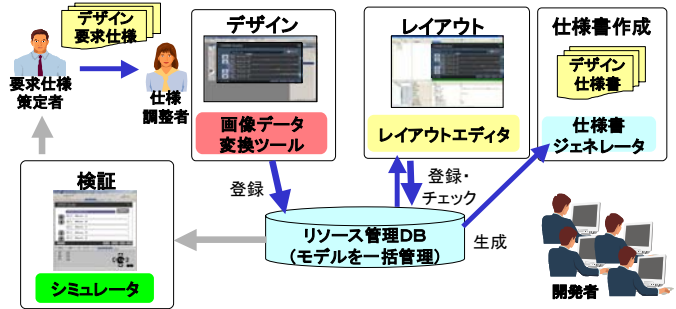 デザイン
要求仕様
要求仕様
策定者
仕様
調整者
デザイン
画像データ
変換ツール
レイアウト
レイアウトエディタ
仕様書作成
デザイン
仕様書
仕様書
ジェネレータ
登録
登録・
チェック
生成
リソース管理DB
(モデルを一括管理)
検証
シミュレータ
開発者